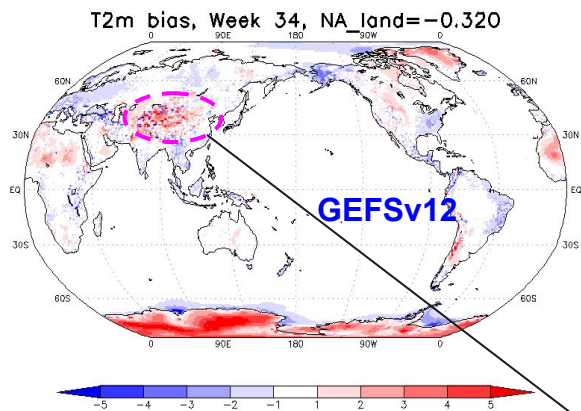 T2m bias, Week 34, NA_land=-0.320
0 90E 180 90W 0
60N 60N
30N 30N
EQ EQ
GEFSv12
30S 30S
60S 60S
0 90E 180 90W 0
-5 -4 -3 -2 -1 1 2 3 4 5